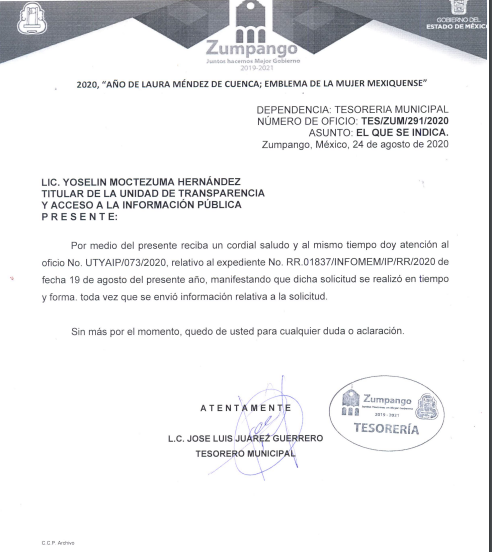 Zumpango
Juntos hacemos Mejor Gobierno
2019-2021
GOBIERNO DEL
ESTADO DE MÉXICO
2020, “AÑO DE LAURA MÉNDEZ DE CUENCA; EMBLEMA DE LA MUJER MEXIQUENSE”
DEPENDENCIA: TESORERIA MUNICIPAL
NÚMERO DE OFICIO: TES/ZUM/291/2020
ASUNTO: EL QUE SE INDICA.
Zumpango, México, 24 de agosto de 2020
LIC. YOSELIN MOCTEZUMA HERNÁNDEZ
TITULAR DE LA UNIDAD DE TRANSPARENCIA
Y ACCESO A LA INFORMACIÓN PÚBLICA
P R E S E N T E:
Por medio del presente reciba un cordial saludo y al mismo tiempo doy atención al
oficio No. UTYAIP/073/2020, relativo al expediente No. RR.01837/INFOMEM/IP/RR/2020 de
fecha 19 de agosto del presente año, manifestando que dicha solicitud se realizó en tiempo
y forma. toda vez que se envió información relativa a la solicitud.
Sin más por el momento, quedo de usted para cualquier duda o aclaración.
A T E N T A M E N T E
L.C. JOSE LUIS JUÁREZ GUERRERO
TESORERO MUNICIPAL
Zumpango
2019 - 2021
TESORERÍA
C.C.P. Archivo